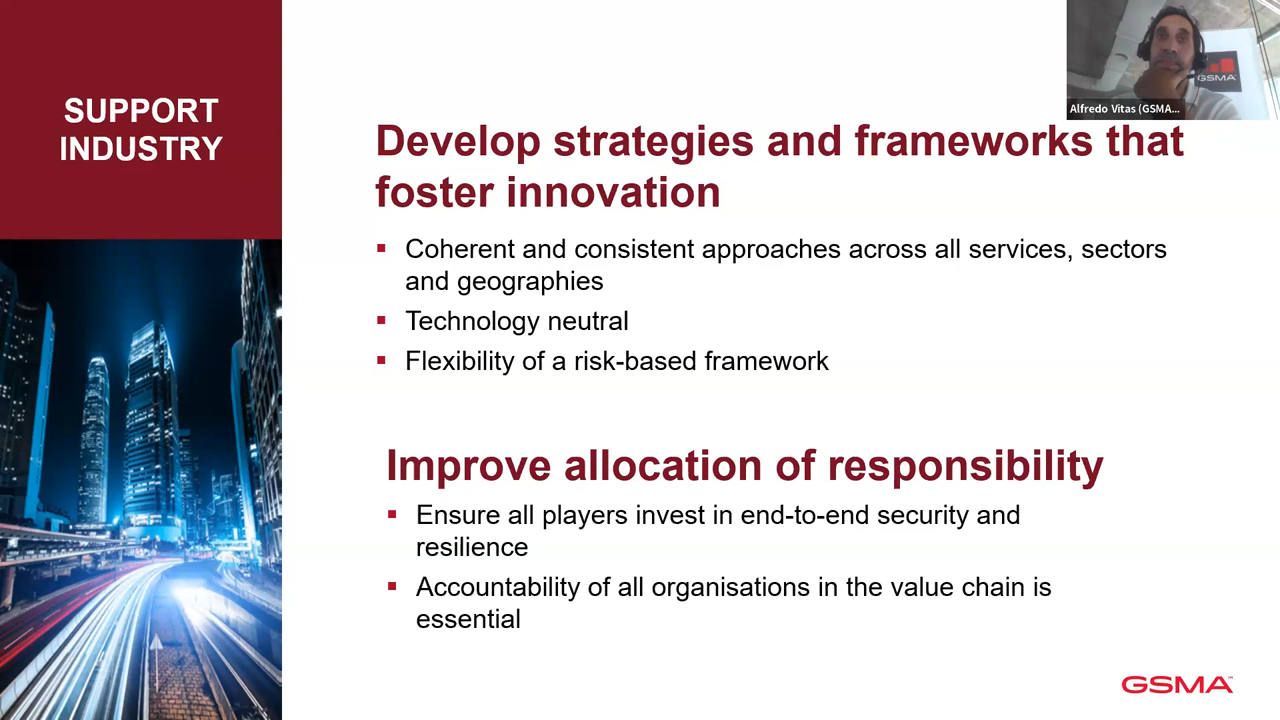 SUPPORT
INDUSTRY
GSMA
Alfredo Vitas (GSMA...
Develop strategies and frameworks that
foster innovation
▪ Coherent and consistent approaches across all services, sectors
and geographies
▪ Technology neutral
▪ Flexibility of a risk-based framework
Improve allocation of responsibility
▪ Ensure all players invest in end-to-end security and
resilience
▪ Accountability of all organisations in the value chain is
essential
GSMA™